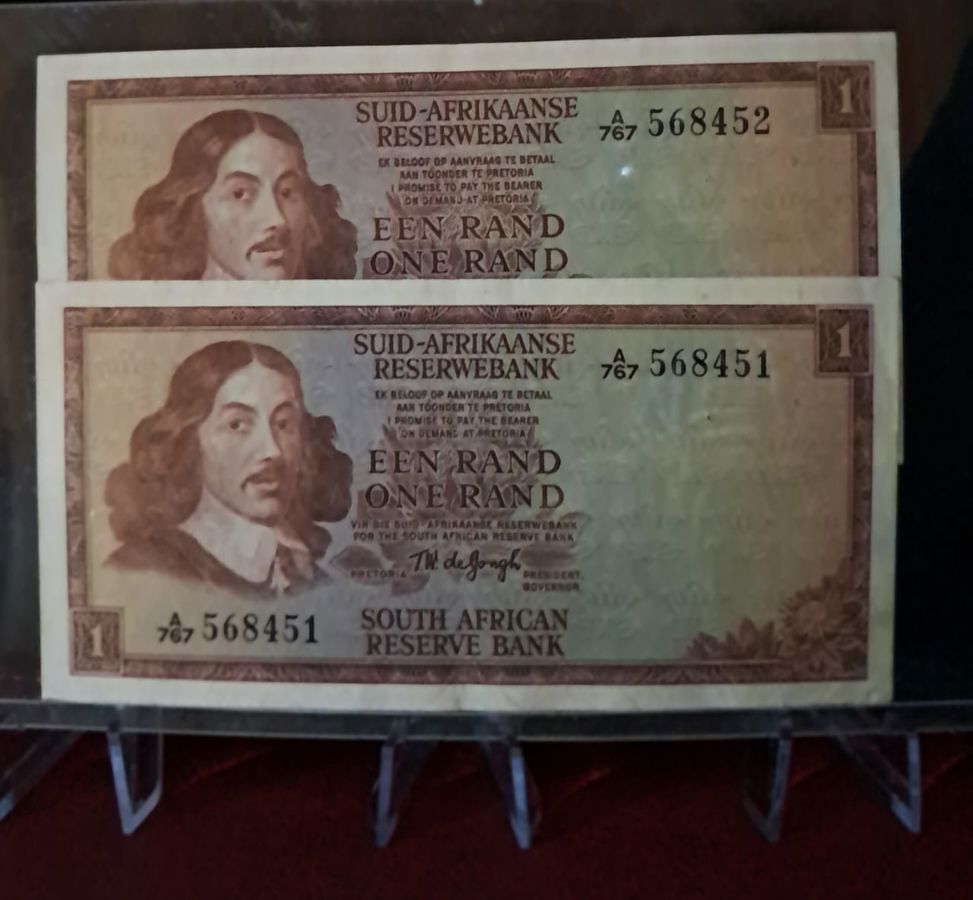 1
SUID-AFRIKAANSE
RESERWEBANK
A/767 568452
EK BELOOF OP AANVRAAG TE BETAAL
AAN TOONDER TE PRETORIA
I PROMISE TO PAY THE BEARER
ON DEMAND AT PRETORIA
EEN RAND
ONE RAND
1
SUID-AFRIKAANSE
RESERWEBANK
A/767 568451
EK BELOOF OP AANVRAAG TE BETAAL
AAN TOONDER TE PRETORIA
I PROMISE TO PAY THE BEARER
ON DEMAND AT PRETORIA
EEN RAND
ONE RAND
VIR DIE SUID-AFRIKAANSE RESERWEBANK
FOR THE SOUTH AFRICAN RESERVE BANK
TW de Jongh
PRETORIA PRESIDENT.
GOVERNOR.
1
A/767 568451
SOUTH AFRICAN
RESERVE BANK